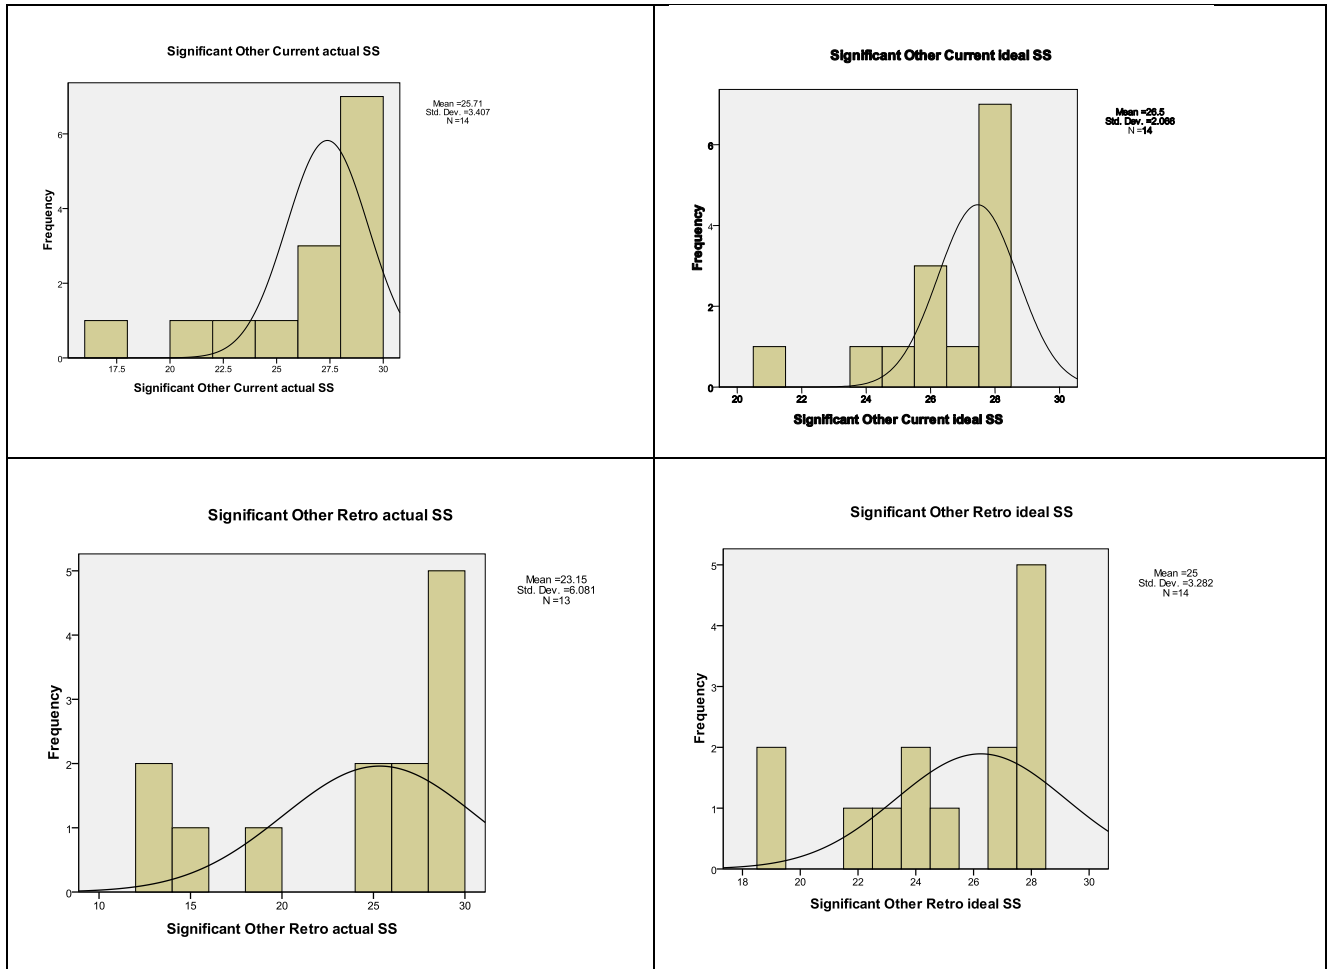 Significant Other Current actual SS
Mean =25.71
Std. Dev. =3.407
N =14
Frequency
6
4
2
0
17.5 20 22.5 25 27.5 30
Significant Other Current actual SS
Significant Other Current ideal SS
Mean =26.5
Std. Dev. =2.066
N =14
Frequency
6
4
2
0
20 22 24 26 28 30
Significant Other Current ideal SS
Significant Other Retro actual SS
Mean =23.15
Std. Dev. =6.081
N =13
Frequency
5
4
3
2
1
0
10 15 20 25 30
Significant Other Retro actual SS
Significant Other Retro ideal SS
Mean =25
Std. Dev. =3.282
N =14
Frequency
5
4
3
2
1
0
18 20 22 24 26 28 30
Significant Other Retro ideal SS